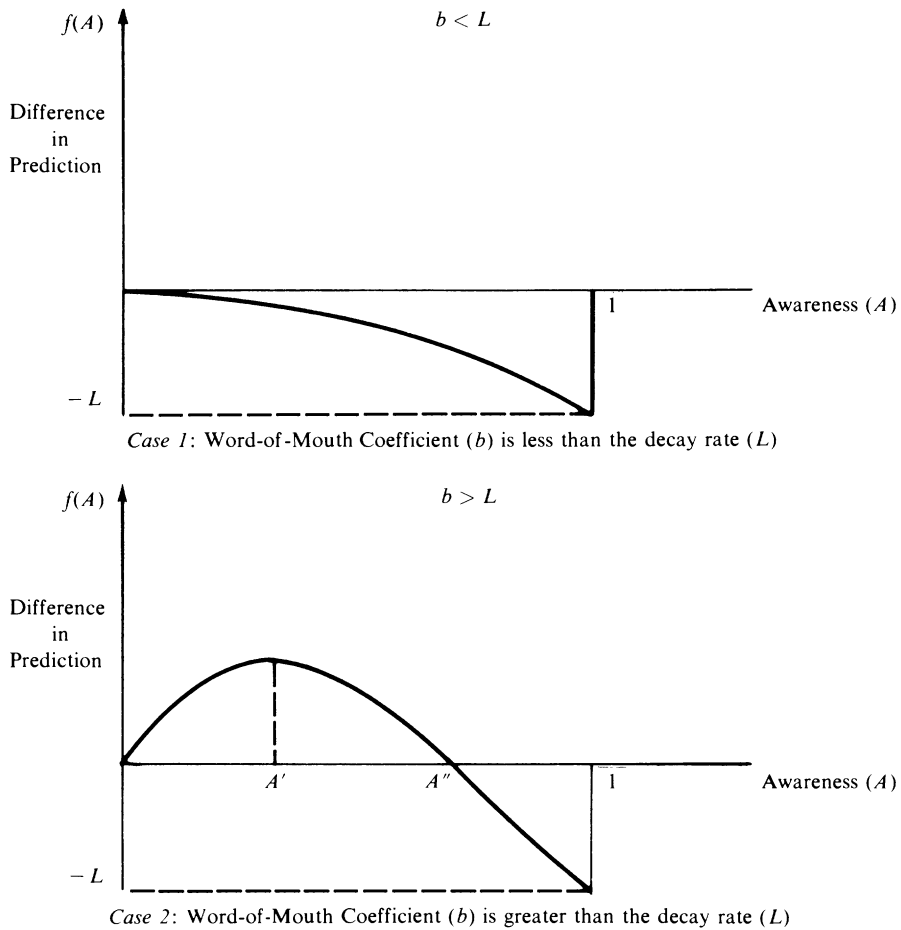 f(A)
b < L
Difference
in
Prediction
1
Awareness (A)
– L
Case 1: Word-of-Mouth Coefficient (b) is less than the decay rate (L)
f(A)
b > L
Difference
in
Prediction
A′
A″
1
Awareness (A)
– L
Case 2: Word-of-Mouth Coefficient (b) is greater than the decay rate (L)